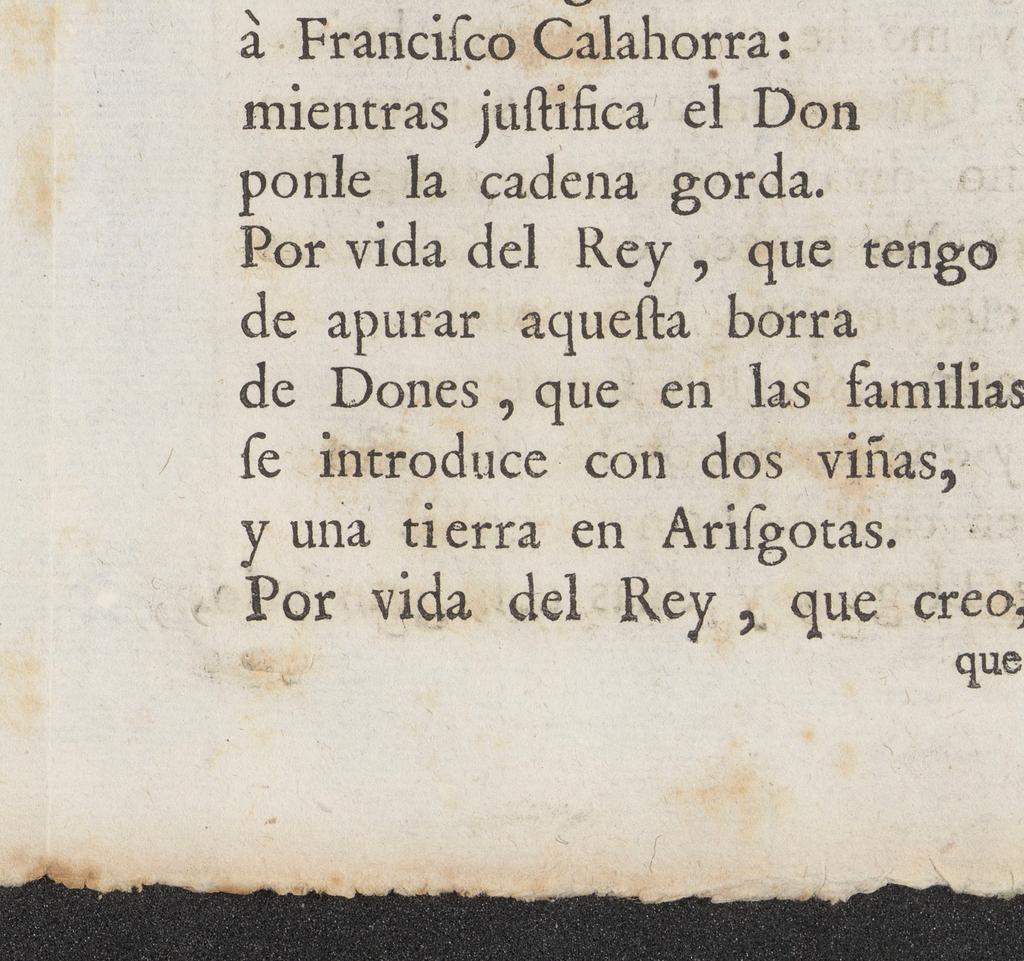 à Franciſco Calahorra:
mientras juſtifica el Don
ponle la cadena gorda.
Por vida del Rey, que tengo
de apurar aqueſta borra
de Dones, que en las familias
ſe introduce con dos viñas,
y una tierra en Ariſgotas.
Por vida del Rey, que creo,
que